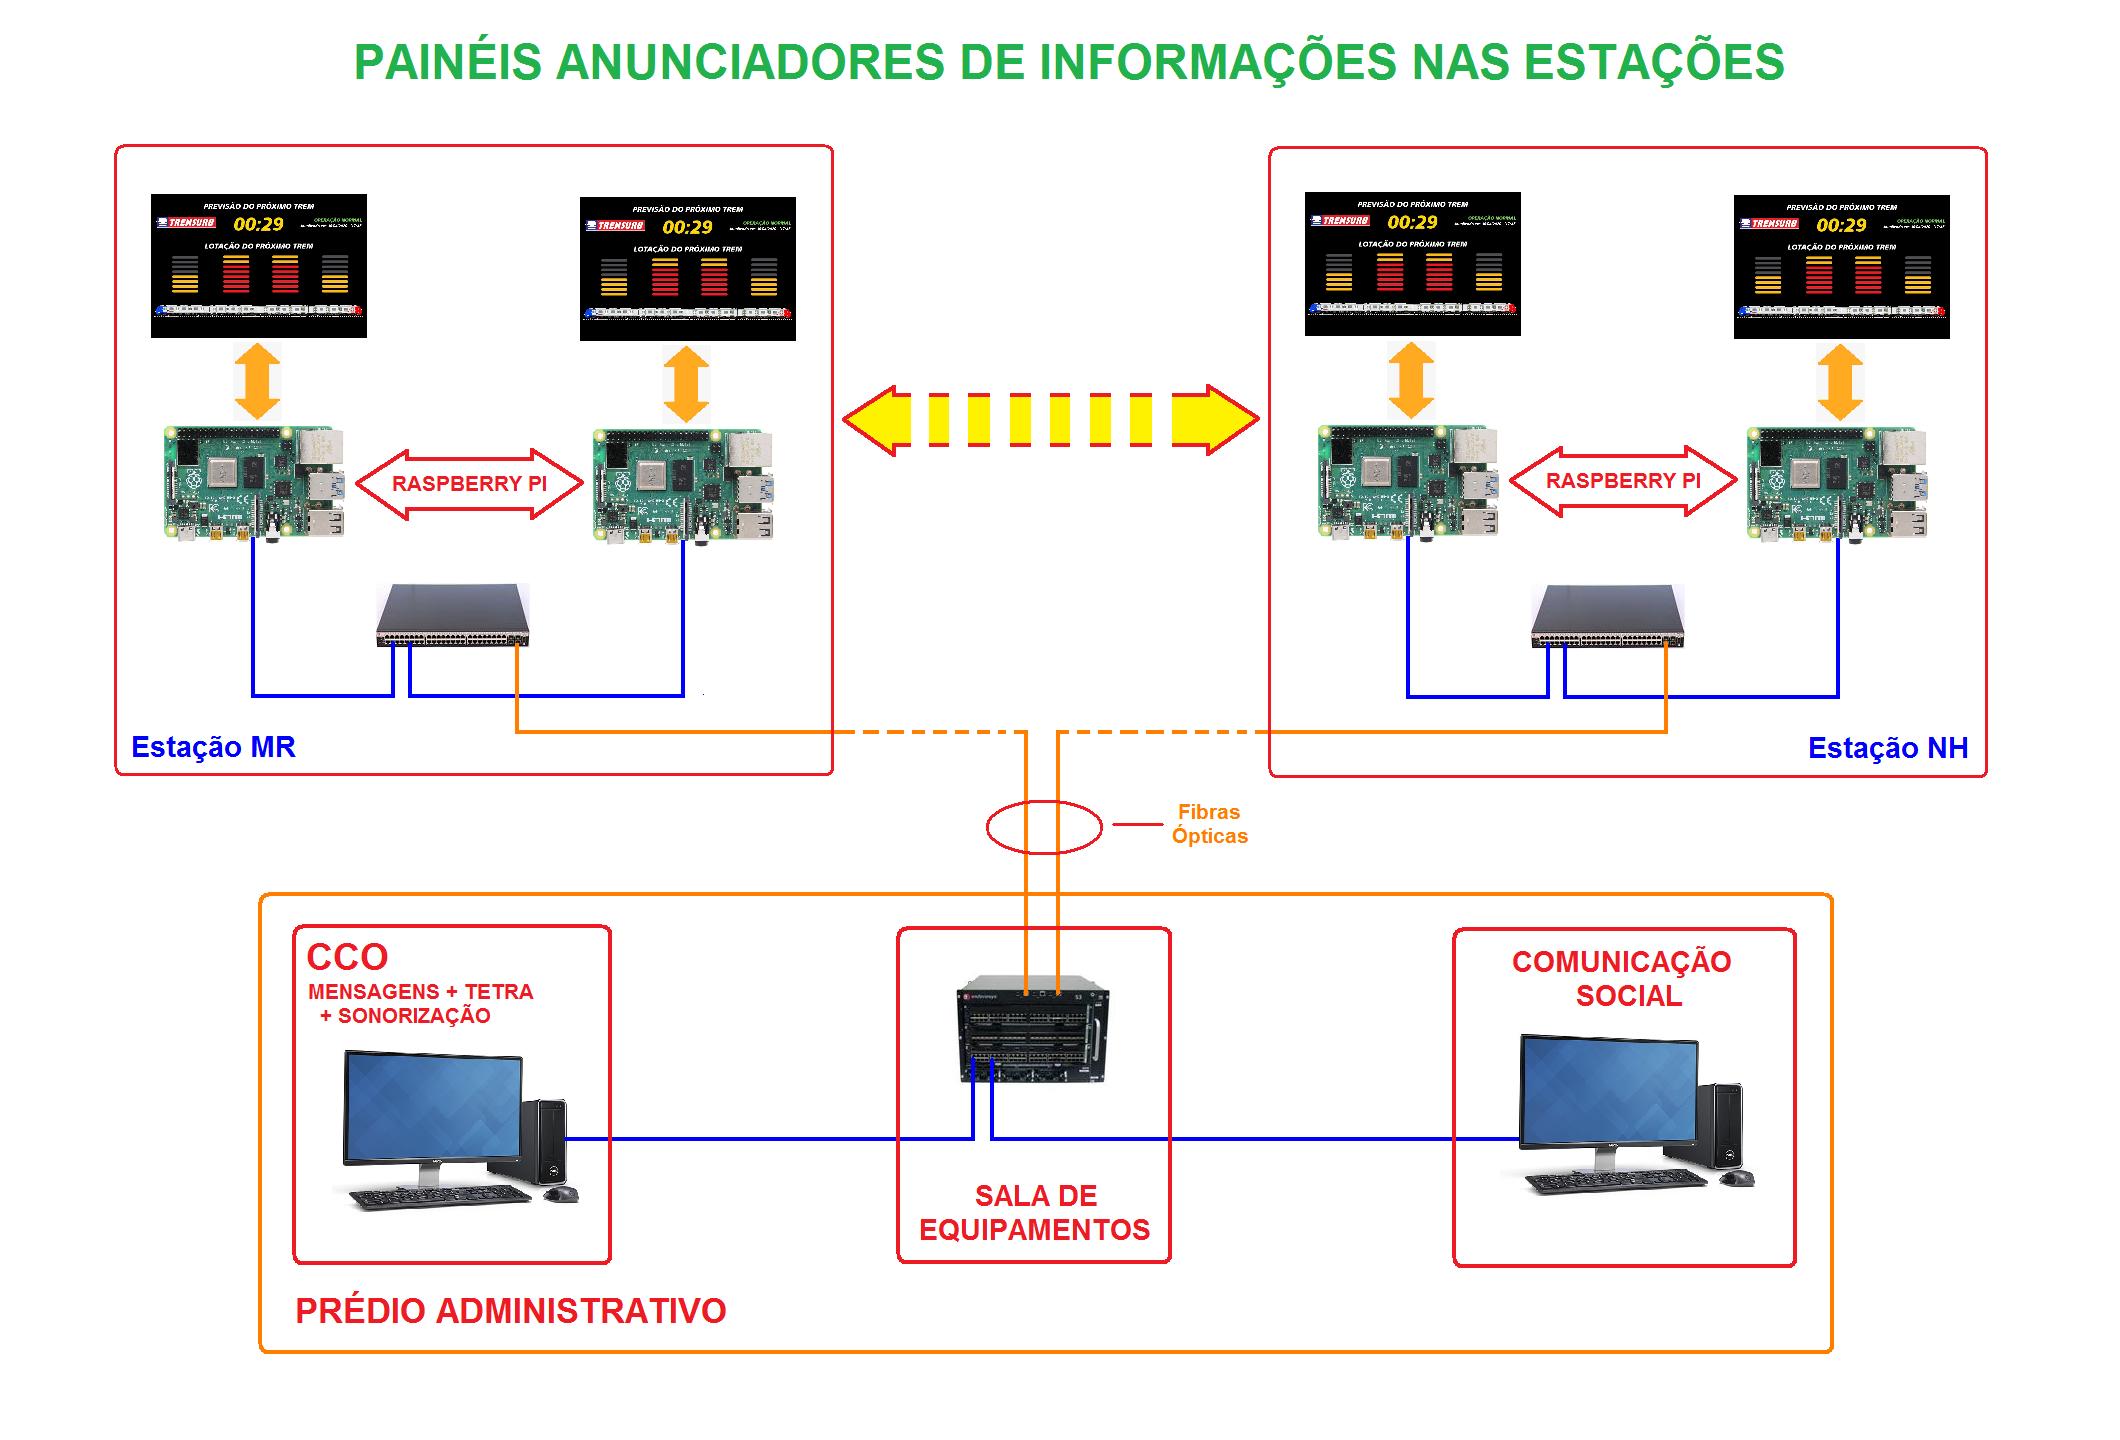 PAINÉIS ANUNCIADORES DE INFORMAÇÕES NAS ESTAÇÕES
PREVISÃO DO PRÓXIMO TREM
TRENSURB
00:29
OPERAÇÃO NORMAL
LOTAÇÃO DO PRÓXIMO TREM
PREVISÃO DO PRÓXIMO TREM
TRENSURB
00:29
OPERAÇÃO NORMAL
LOTAÇÃO DO PRÓXIMO TREM
PREVISÃO DO PRÓXIMO TREM
TRENSURB
00:29
OPERAÇÃO NORMAL
LOTAÇÃO DO PRÓXIMO TREM
PREVISÃO DO PRÓXIMO TREM
TRENSURB
00:29
OPERAÇÃO NORMAL
LOTAÇÃO DO PRÓXIMO TREM
RASPBERRY PI
RASPBERRY PI
Estação MR
Estação NH
Fibras
Ópticas
CCO
MENSAGENS + TETRA
+ SONORIZAÇÃO
enterasys
S3
SALA DE
EQUIPAMENTOS
COMUNICAÇÃO
SOCIAL
PRÉDIO ADMINISTRATIVO